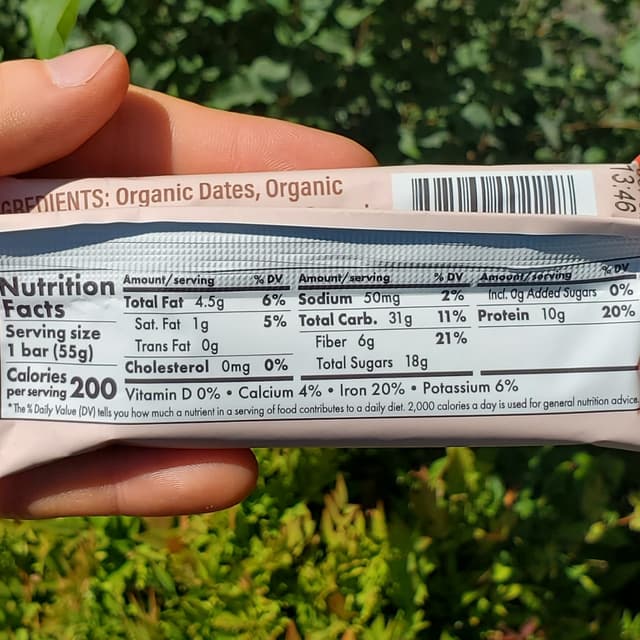 INGREDIENTS: Organic Dates, Organic
13:46
Nutrition
Facts
Serving size
1 bar (55g)
Calories
per serving 200
Amount/serving % DV
Total Fat 4.5g 6%
Sat. Fat 1g 5%
Trans Fat 0g
Cholesterol 0mg 0%
Amount/serving % DV
Sodium 50mg 2%
Total Carb. 31g 11%
Fiber 6g 21%
Total Sugars 18g
Amount/serving % DV
Incl. 0g Added Sugars 0%
Protein 10g 20%
Vitamin D 0% • Calcium 4% • Iron 20% • Potassium 6%
*The % Daily Value (DV) tells you how much a nutrient in a serving of food contributes to a daily diet. 2,000 calories a day is used for general nutrition advice.